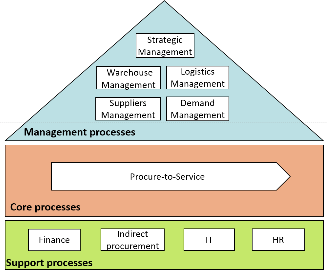 Strategic
Management
Warehouse
Management
Logistics
Management
Suppliers
Management
Demand
Management
Management processes
Procure-to-Service
Core processes
Finance
Indirect
procurement
IT
HR
Support processes